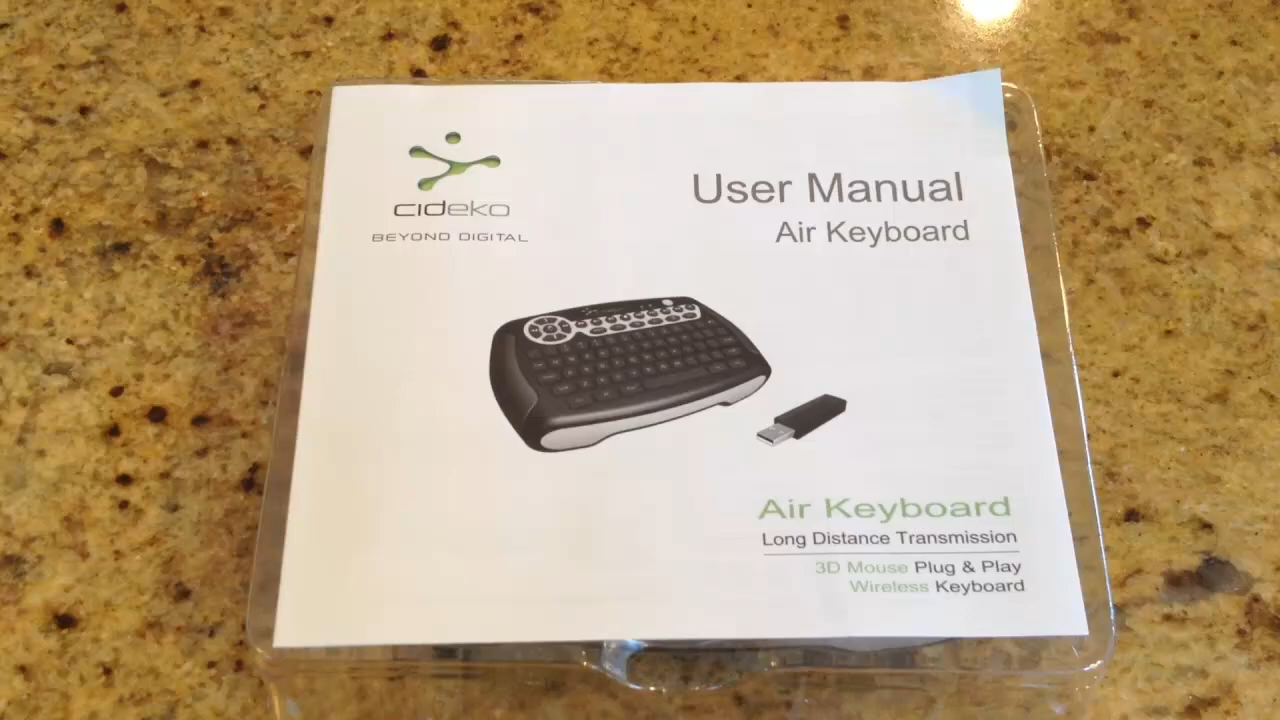 cideko
BEYOND DIGITAL
User Manual
Air Keyboard
Air Keyboard
Long Distance Transmission
3D Mouse Plug & Play
Wireless Keyboard